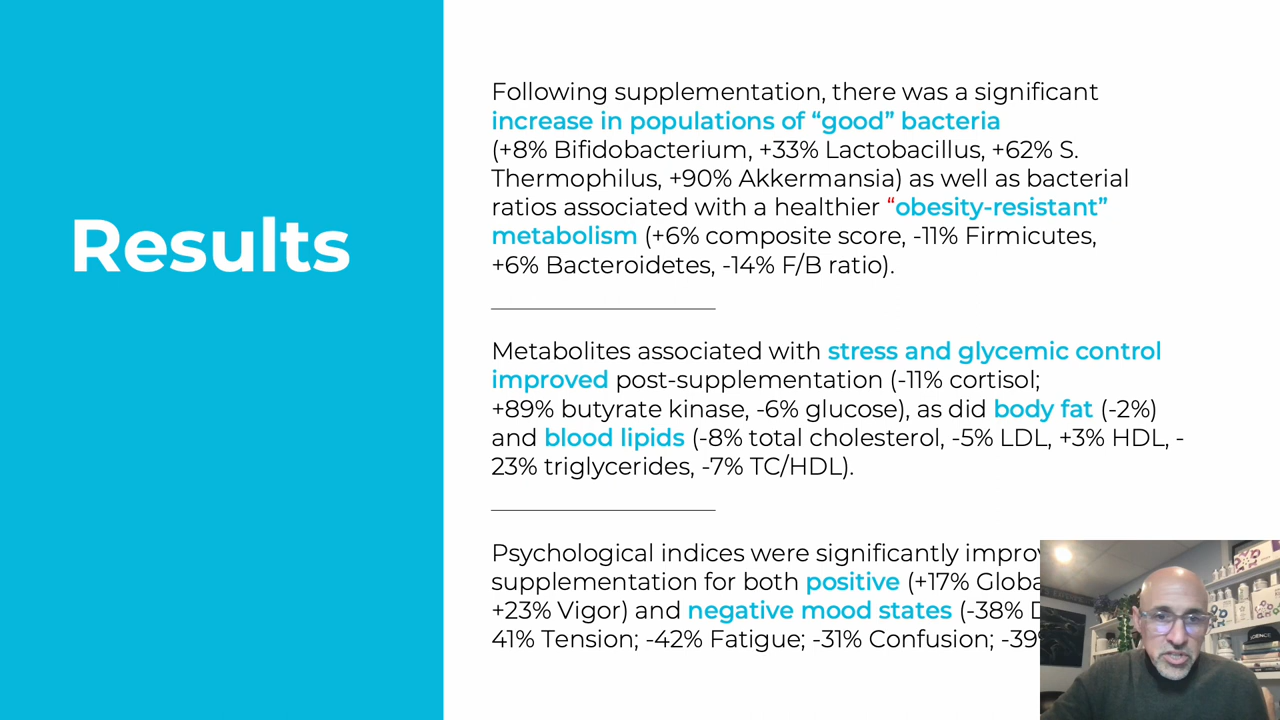 Results
Following supplementation, there was a significant
increase in populations of “good” bacteria
(+8% Bifidobacterium, +33% Lactobacillus, +62% S.
Thermophilus, +90% Akkermansia) as well as bacterial
ratios associated with a healthier “obesity-resistant”
metabolism (+6% composite score, -11% Firmicutes,
+6% Bacteroidetes, -14% F/B ratio).
Metabolites associated with stress and glycemic control
improved post-supplementation (-11% cortisol;
+89% butyrate kinase, -6% glucose), as did body fat (-2%)
and blood lipids (-8% total cholesterol, -5% LDL, +3% HDL, -
23% triglycerides, -7% TC/HDL).
Psychological indices were significantly
supplementation for both positive (+17%
+23% Vigor) and negative mood states (-38%
41% Tension; -42% Fatigue; -31% Confusion;
SCIENCE